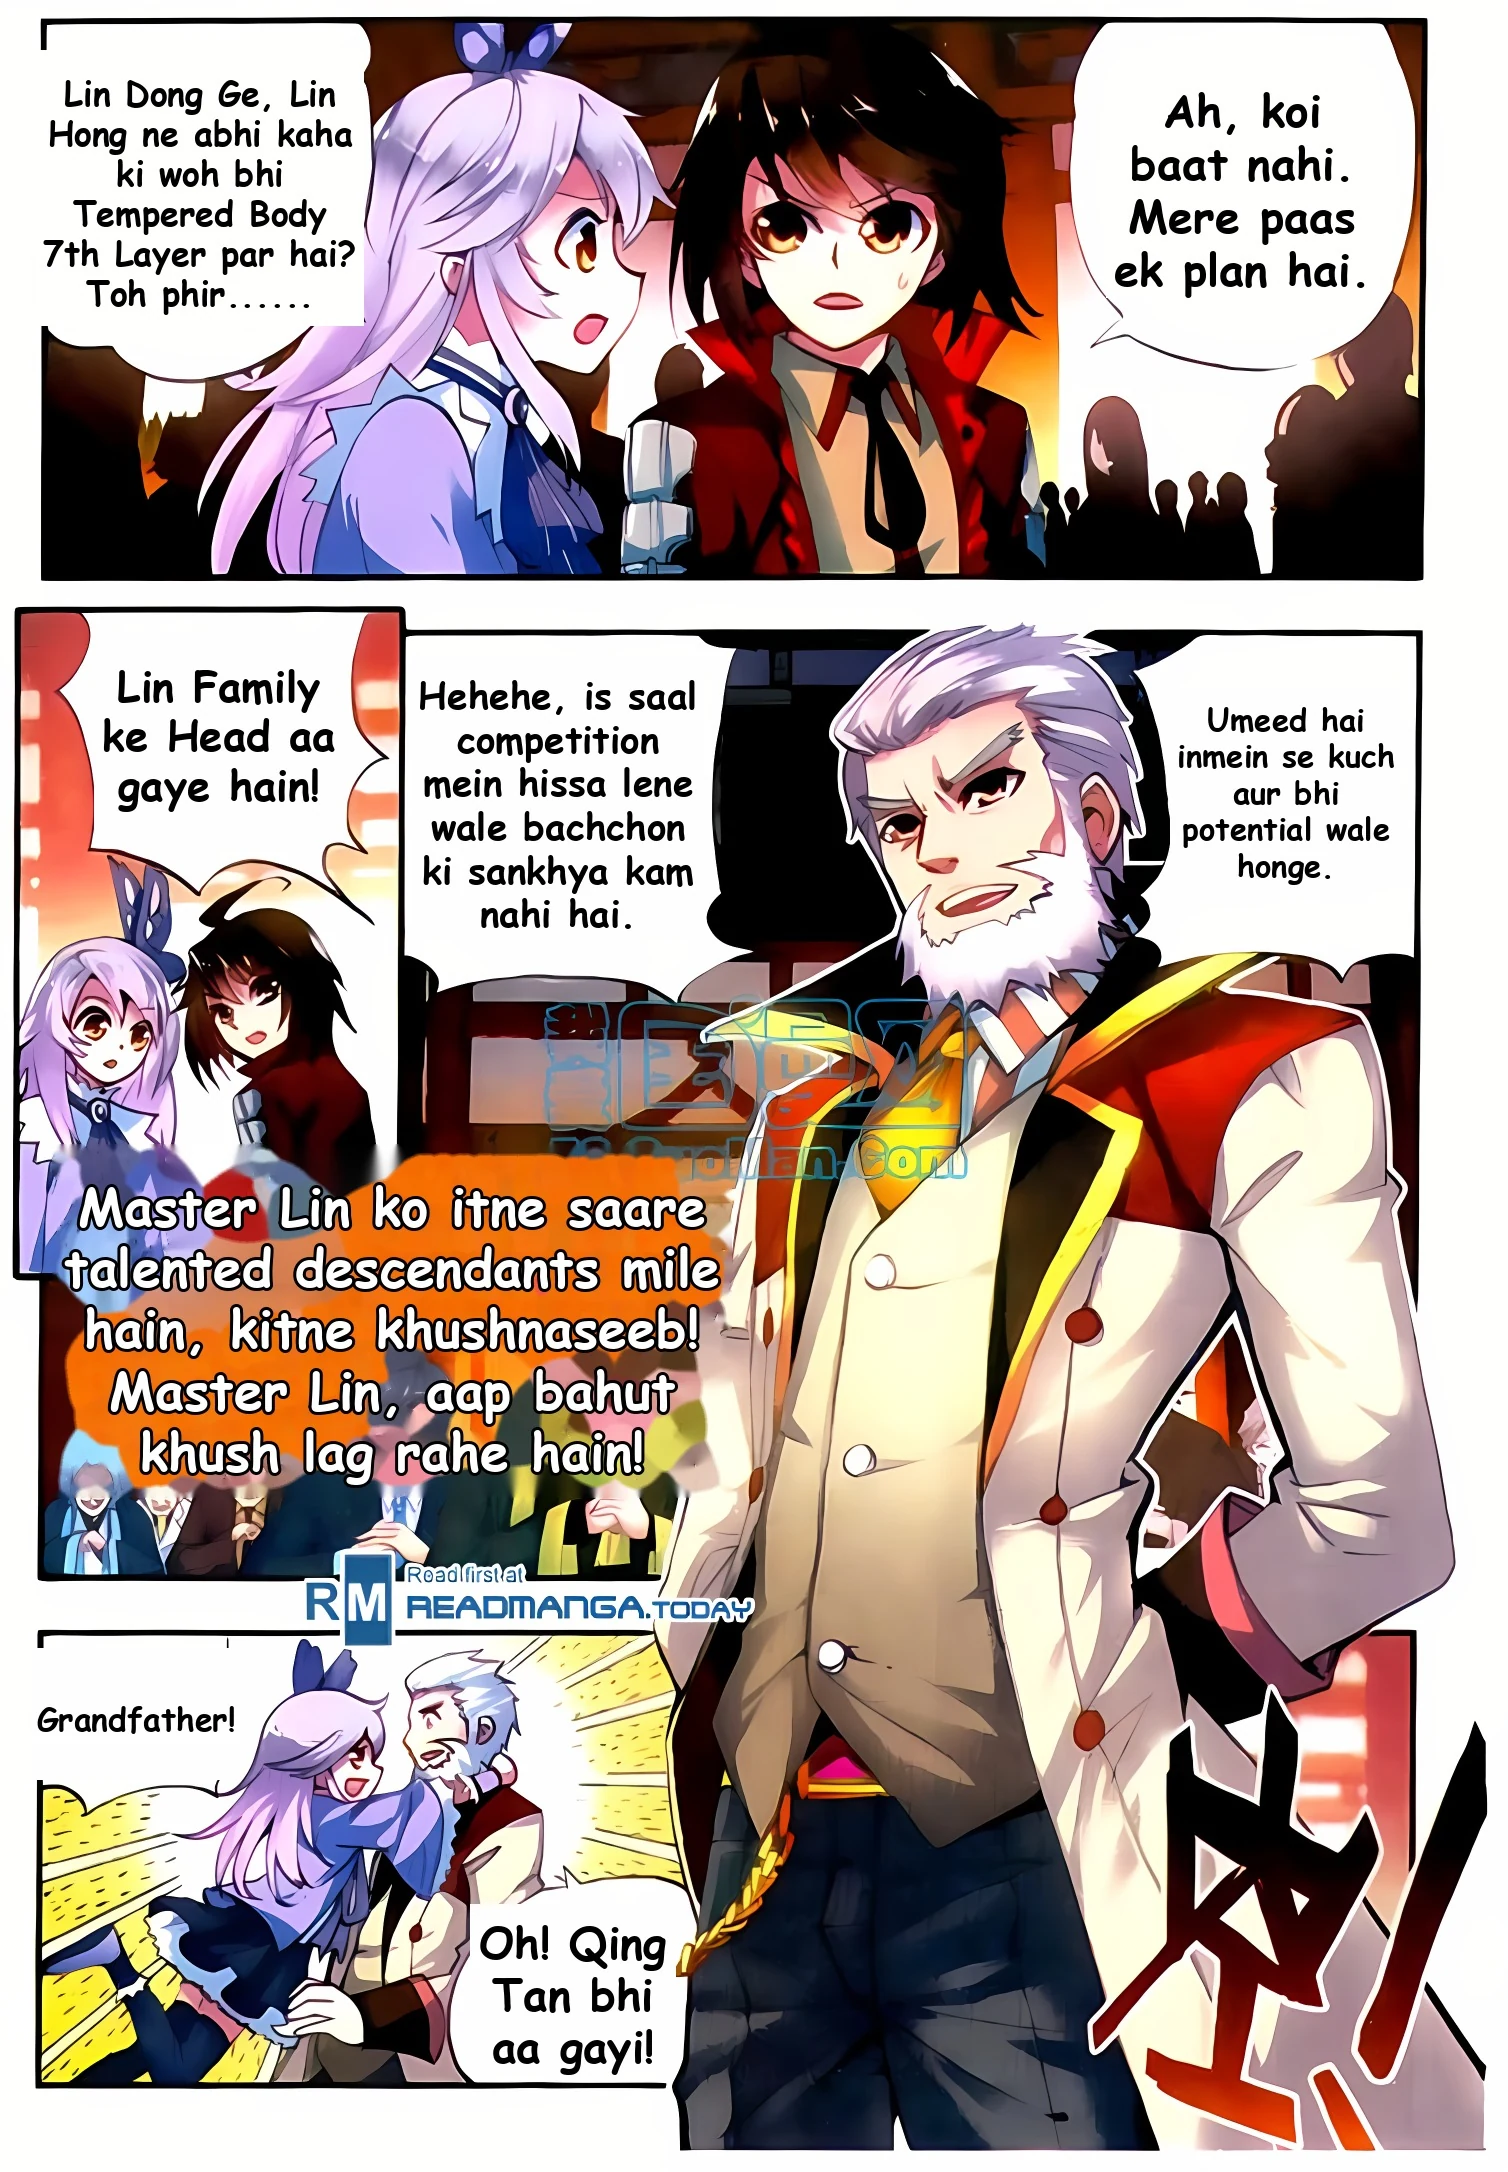 Lin Dong Ge, Lin
Hong ne abhi kaha
ki woh bhi
Tempered Body
7th Layer par hai?
Toh phir......
Ah, koi
baat nahi.
Mere paas
ek plan hai.
Lin Family
ke Head aa
gaye hain!
Hehehe, is saal
competition
mein hissa lene
wale bachchon
ki sankhya kam
nahi hai.
Umeed hai
inmein se kuch
aur bhi
potential wale
honge.
Master Lin ko itne saare
talented descendants mile
hain, kitne khushnaseeb!
Master Lin, aap bahut
khush lag rahe hain!
RM
Read first at
READMANGA.TODAY
Grandfather!
Oh! Qing
Tan bhi
aa gayi!